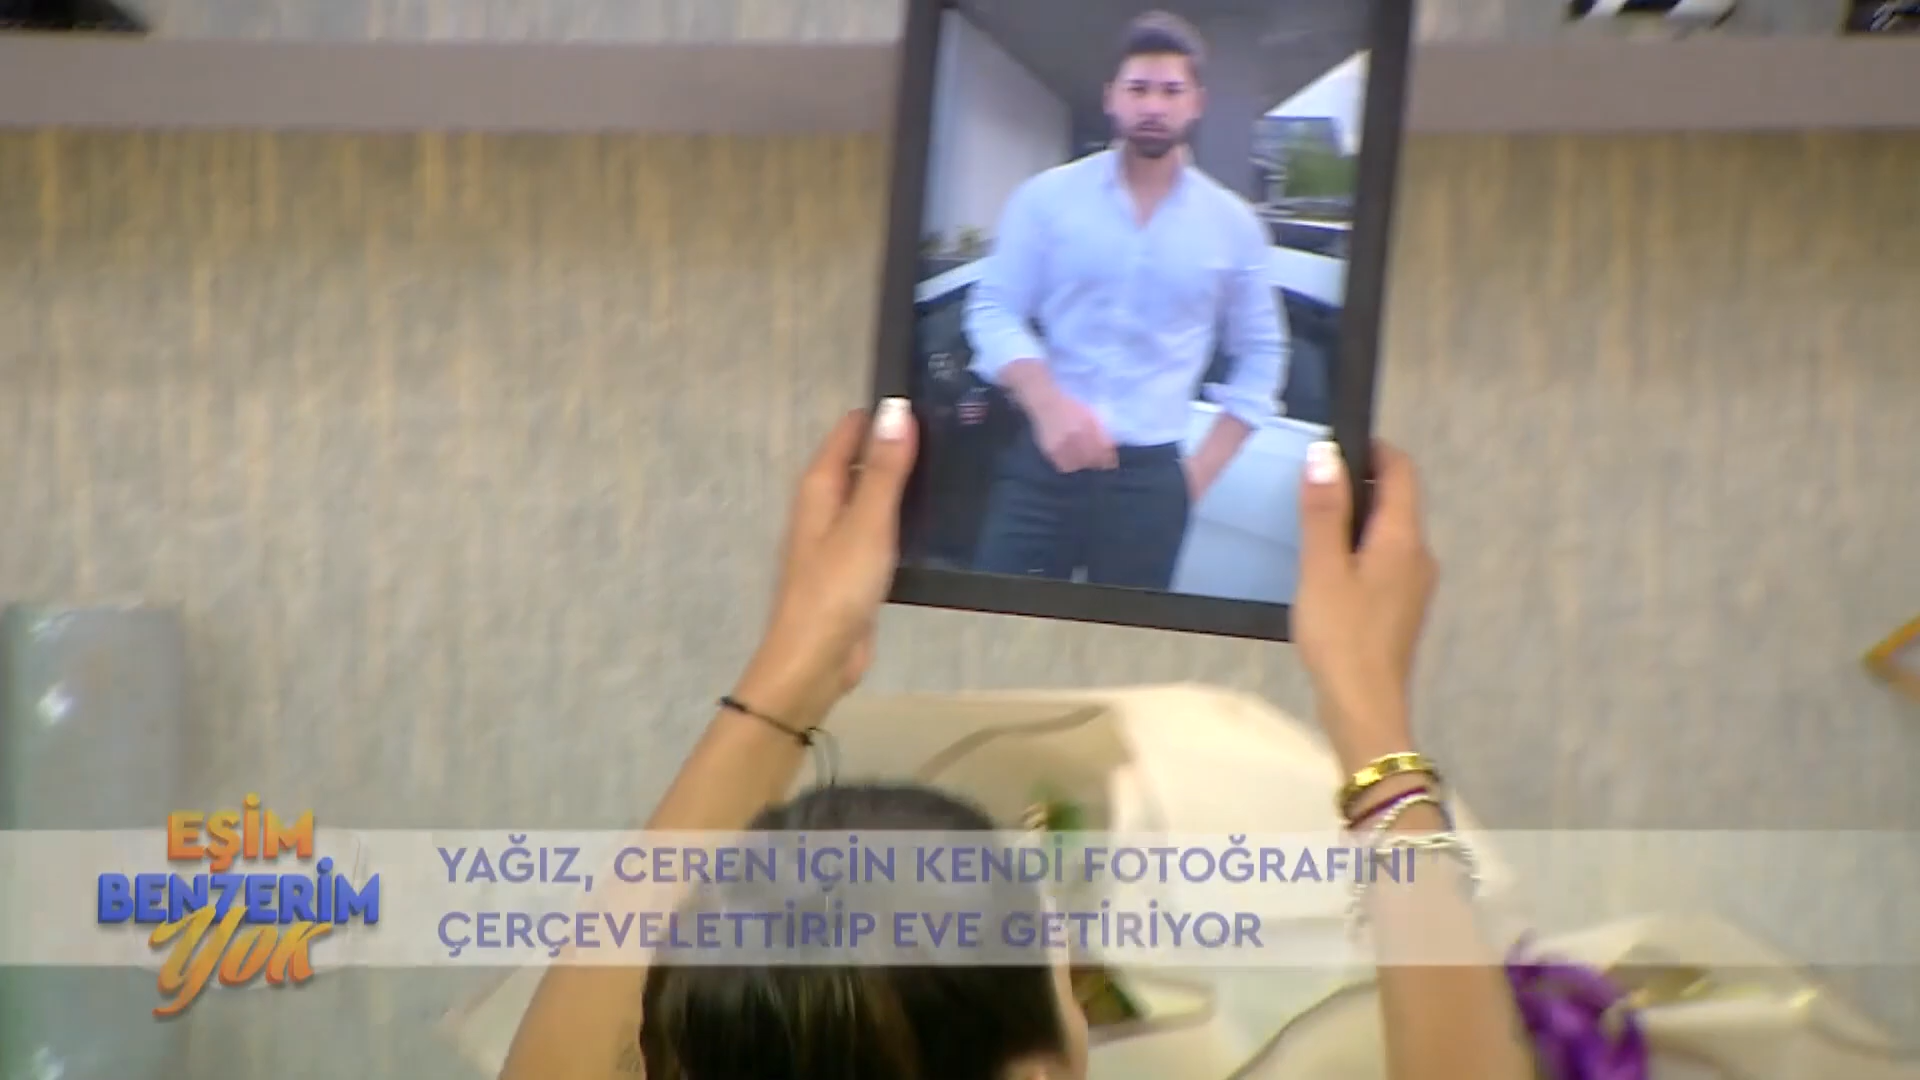 EŞİM
BENZERİM
YOK
YAĞIZ, CEREN İÇİN KENDİ FOTOĞRAFINI
ÇERÇEVELETTİRİP EVE GETİRİYOR